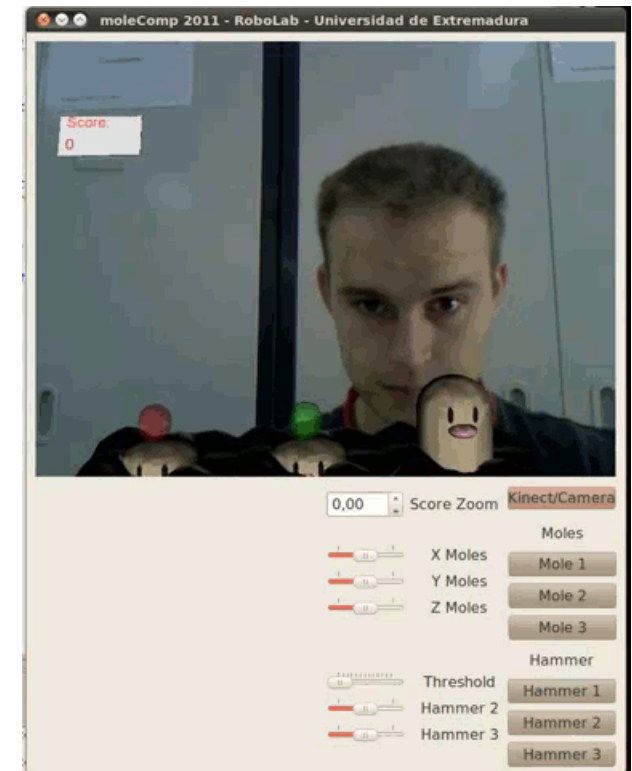 moleComp 2011 - RoboLab - Universidad de Extremadura
Score:
0
0,00
Score Zoom
Kinect/Camera
Moles
X Moles
Mole 1
Y Moles
Mole 2
Z Moles
Mole 3
Hammer
Threshold
Hammer 1
Hammer 2
Hammer 2
Hammer 3
Hammer 3